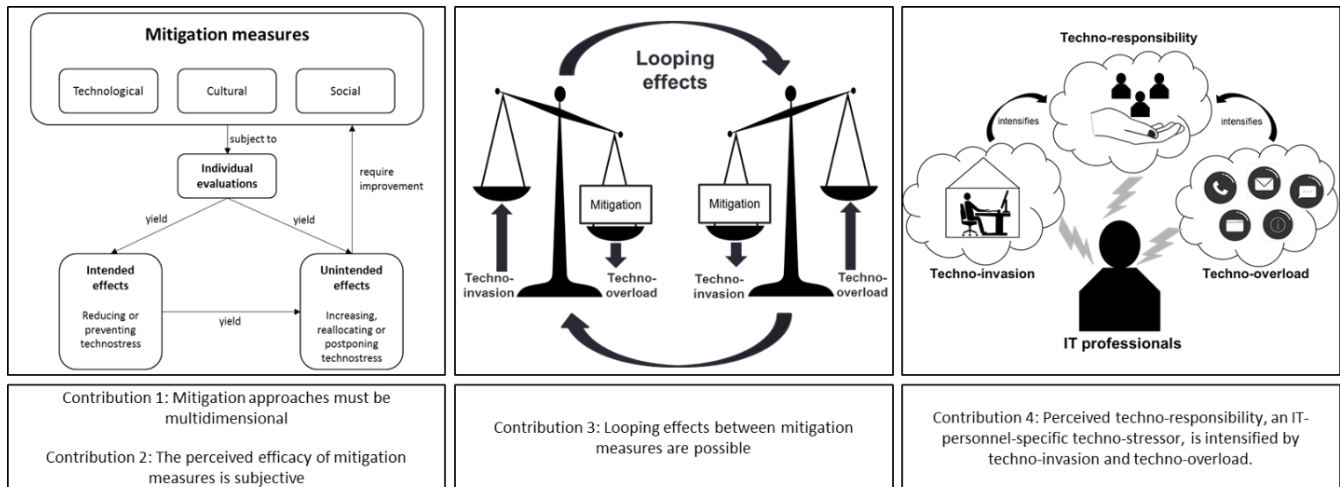 Mitigation measures
Technological
Cultural
Social
subject to
Individual
evaluations
require
improvement
yield
yield
Intended
effects
Reducing or
preventing
technostress
yield
Unintended
effects
Increasing,
reallocating or
postponing
technostress
Contribution 1: Mitigation approaches must be
multidimensional
Contribution 2: The perceived efficacy of mitigation
measures is subjective
Looping
effects
Mitigation
Mitigation
Techno-
invasion
Techno-
overload
Techno-
invasion
Techno-
overload
Contribution 3: Looping effects between mitigation
measures are possible
Techno-responsibility
intensifies
intensifies
Techno-invasion
Techno-overload
IT professionals
Contribution 4: Perceived techno-responsibility, an IT-
personnel-specific techno-stressor, is intensified by
techno-invasion and techno-overload.